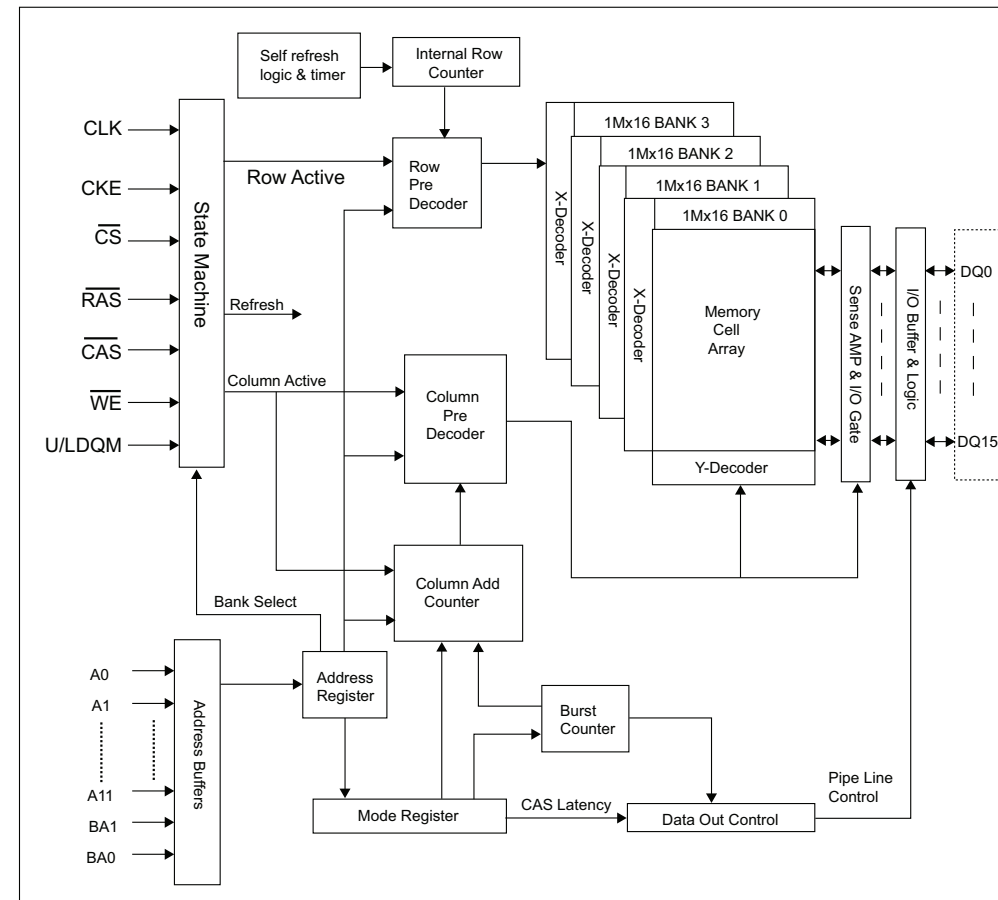 Self refresh
logic & timer
Internal Row
Counter
CLK
CKE
CS
RAS
CAS
WE
U/LDQM
State Machine
Row Active
Refresh
Column Active
Row
Pre
Decoder
Column
Pre
Decoder
Column Add
Counter
X-Decoder
X-Decoder
X-Decoder
X-Decoder
1Mx16 BANK 3
1Mx16 BANK 2
1Mx16 BANK 1
1Mx16 BANK 0
Memory
Cell
Array
Y-Decoder
Sense AMP & I/O Gate
I/O Buffer & Logic
DQ0
DQ15
Bank Select
A0
A1
A11
BA1
BA0
Address Buffers
Address
Register
Burst
Counter
Mode Register
CAS Latency
Data Out Control
Pipe Line
Control